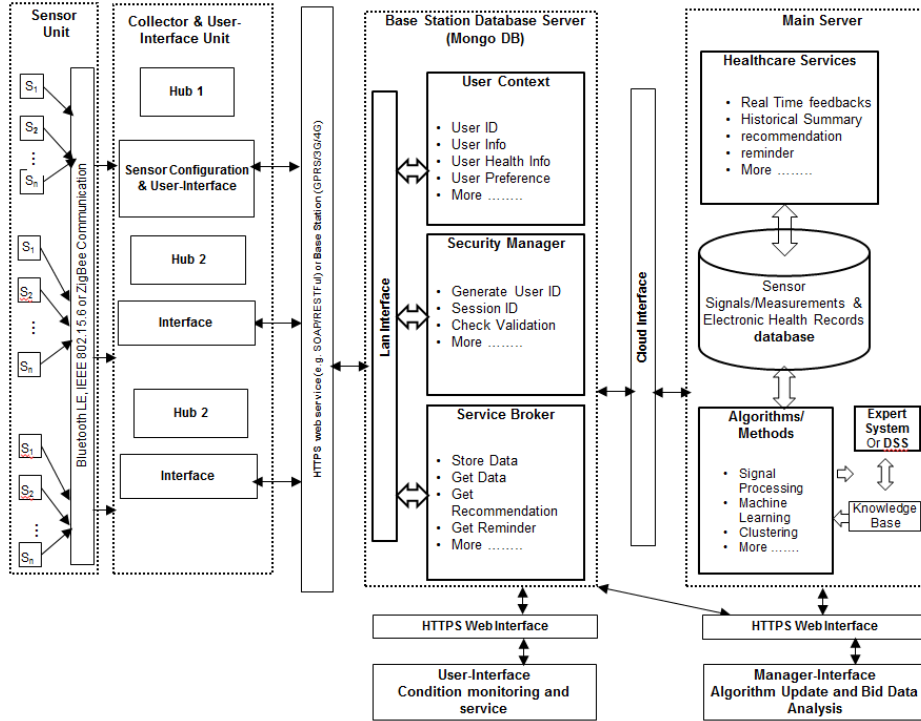 Sensor
Unit
S1
S2
...
Sn
S1
S2
...
Sn
S1
S2
...
Sn
Bluetooth LE, IEEE 802.15.6 or ZigBee Communication
Collector & User-
Interface Unit
Hub 1
Sensor Configuration
& User-Interface
Hub 2
Interface
Hub 2
Interface
HTTPS web service(e.g. SOAP/RESTFul) or Base Station (GPRS/3G/4G)
Base Station Database Server
(Mongo DB)
Lan Interface
User Context
• User ID
• User Info
• User Health Info
• User Preference
• More ........
Security Manager
• Generate User ID
• Session ID
• Check Validation
• More ........
Service Broker
• Store Data
• Get Data
• Get
Recommendation
• Get Reminder
• More ........
Cloud Interface
Main Server
Healthcare Services
• Real Time feedbacks
• Historical Summary
• recommendation
• reminder
• More ........
Sensor
Signals/Measurements &
Electronic Health Records
database
Algorithms/
Methods
• Signal
Processing
• Machine
Learning
• Clustering
• More .......
Expert
System
Or DSS
Knowledge
Base
HTTPS Web Interface
User-Interface
Condition monitoring and
service
HTTPS Web Interface
Manager-Interface
Algorithm Update and Bid Data
Analysis